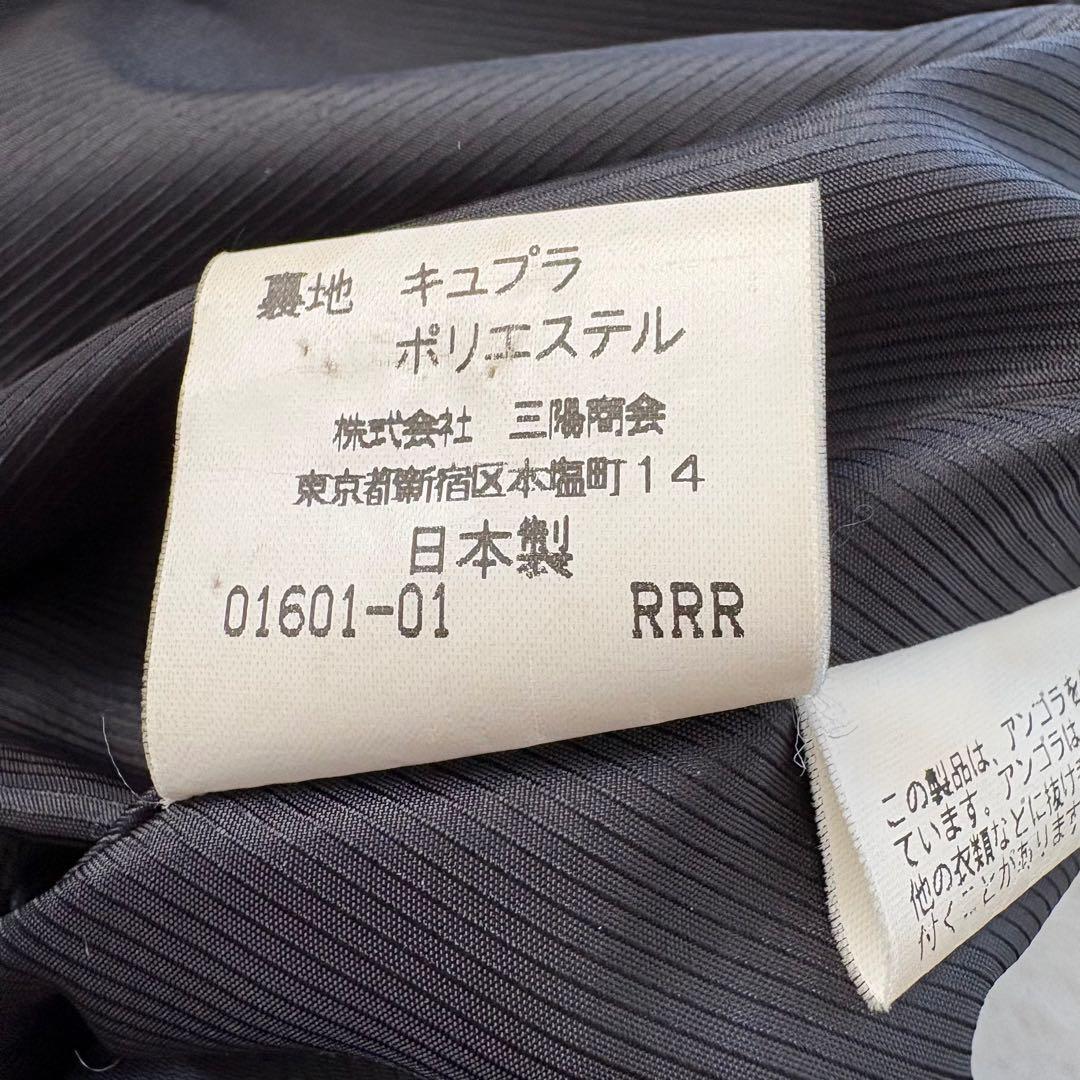 裏地 キュプラ
ポリエステル
株式会社 三陽商会
東京都新宿区本塩町14
日本製
01601-01 RRR
この製品は、アンゴラを
ています。アンゴラは
他の衣類などに抜け
付くことがあります